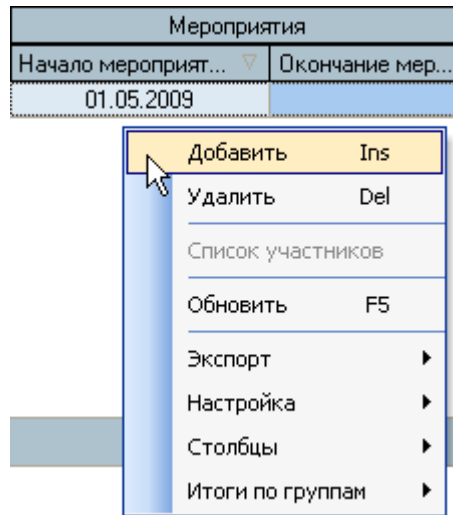 Мероприятия
Начало мероприят... Окончание мер...
01.05.2009
Добавить Ins
Удалить Del
Список участников
Обновить F5
Экспорт
Настройка
Столбцы
Итоги по группам